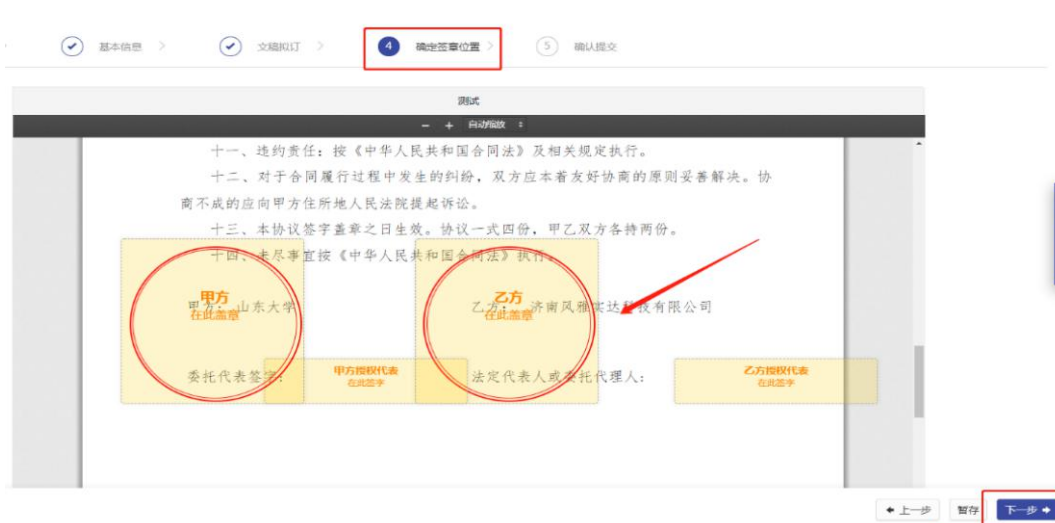 基本信息 >
文稿拟订 >
4 确定签章位置 >
5 确认提交
测试
− + 自动缩放
十一、违约责任：按《中华人民共和国合同法》及相关规定执行。
十二、对于合同履行过程中发生的纠纷，双方应本着友好协商的原则妥善解决。协
商不成的应向甲方住所地人民法院提起诉讼。
十三、本协议签字盖章之日生效。协议一式四份，甲乙双方各持两份。
十四、未尽事宜按《中华人民共和国合同法》执行。
甲方
在此盖章
甲方：山东大学
乙方
在此盖章
乙方：济南风雅实达科技有限公司
委托代表签字：
甲方授权代表
在此签字
法定代表人或委托代理人：
乙方授权代表
在此签字
上一步
暂存
下一步